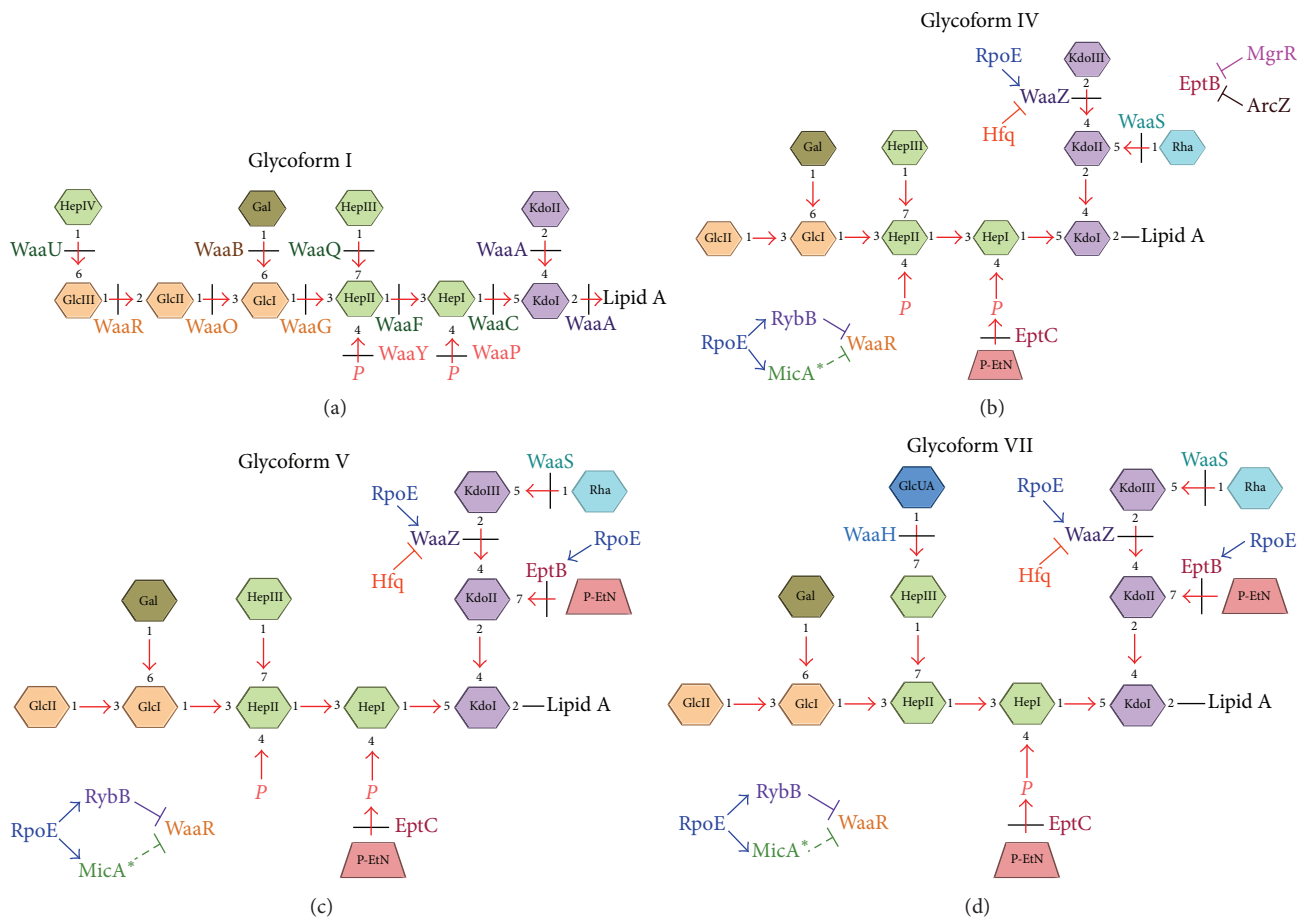 Glycoform I
HepIV
Gal
HepIII
KdoII
1
1
1
2
WaaU
WaaB
WaaQ
WaaA
6
6
7
4
GlcIII 1 2 GlcII 1 3 GlcI 1 3 HepII 1 3 HepI 1 5 KdoI 2 Lipid A
WaaR WaaO WaaG WaaF WaaC WaaA
4 4
WaaY WaaP
P P
(a)
Glycoform IV
RpoE
KdoIII
MgrR
2
EptB
WaaZ
ArcZ
Hfq
4
WaaS
Gal
HepIII
KdoII 5 1 Rha
1
1
2
6
7
4
GlcII 1 3 GlcI 1 3 HepII 1 3 HepI 1 5 KdoI 2 Lipid A
4 4
P P
RybB
RpoE
WaaR
MicA*
EptC
P-EtN
(b)
Glycoform V
WaaS
RpoE
KdoIII 5 1 Rha
2
WaaZ
RpoE
Hfq
4
EptB
Gal
HepIII
KdoII 7 P-EtN
1
1
2
6
7
4
GlcII 1 3 GlcI 1 3 HepII 1 3 HepI 1 5 KdoI 2 Lipid A
4 4
P P
RybB
RpoE
WaaR
MicA*
EptC
P-EtN
(c)
Glycoform VII
WaaS
RpoE
GlcUA
KdoIII 5 1 Rha
1
2
WaaH
WaaZ
RpoE
7
Hfq
4
EptB
Gal
HepIII
KdoII 7 P-EtN
1
1
2
6
7
4
GlcII 1 3 GlcI 1 3 HepII 1 3 HepI 1 5 KdoI 2 Lipid A
4
P
RybB
RpoE
WaaR
MicA*
EptC
P-EtN
(d)